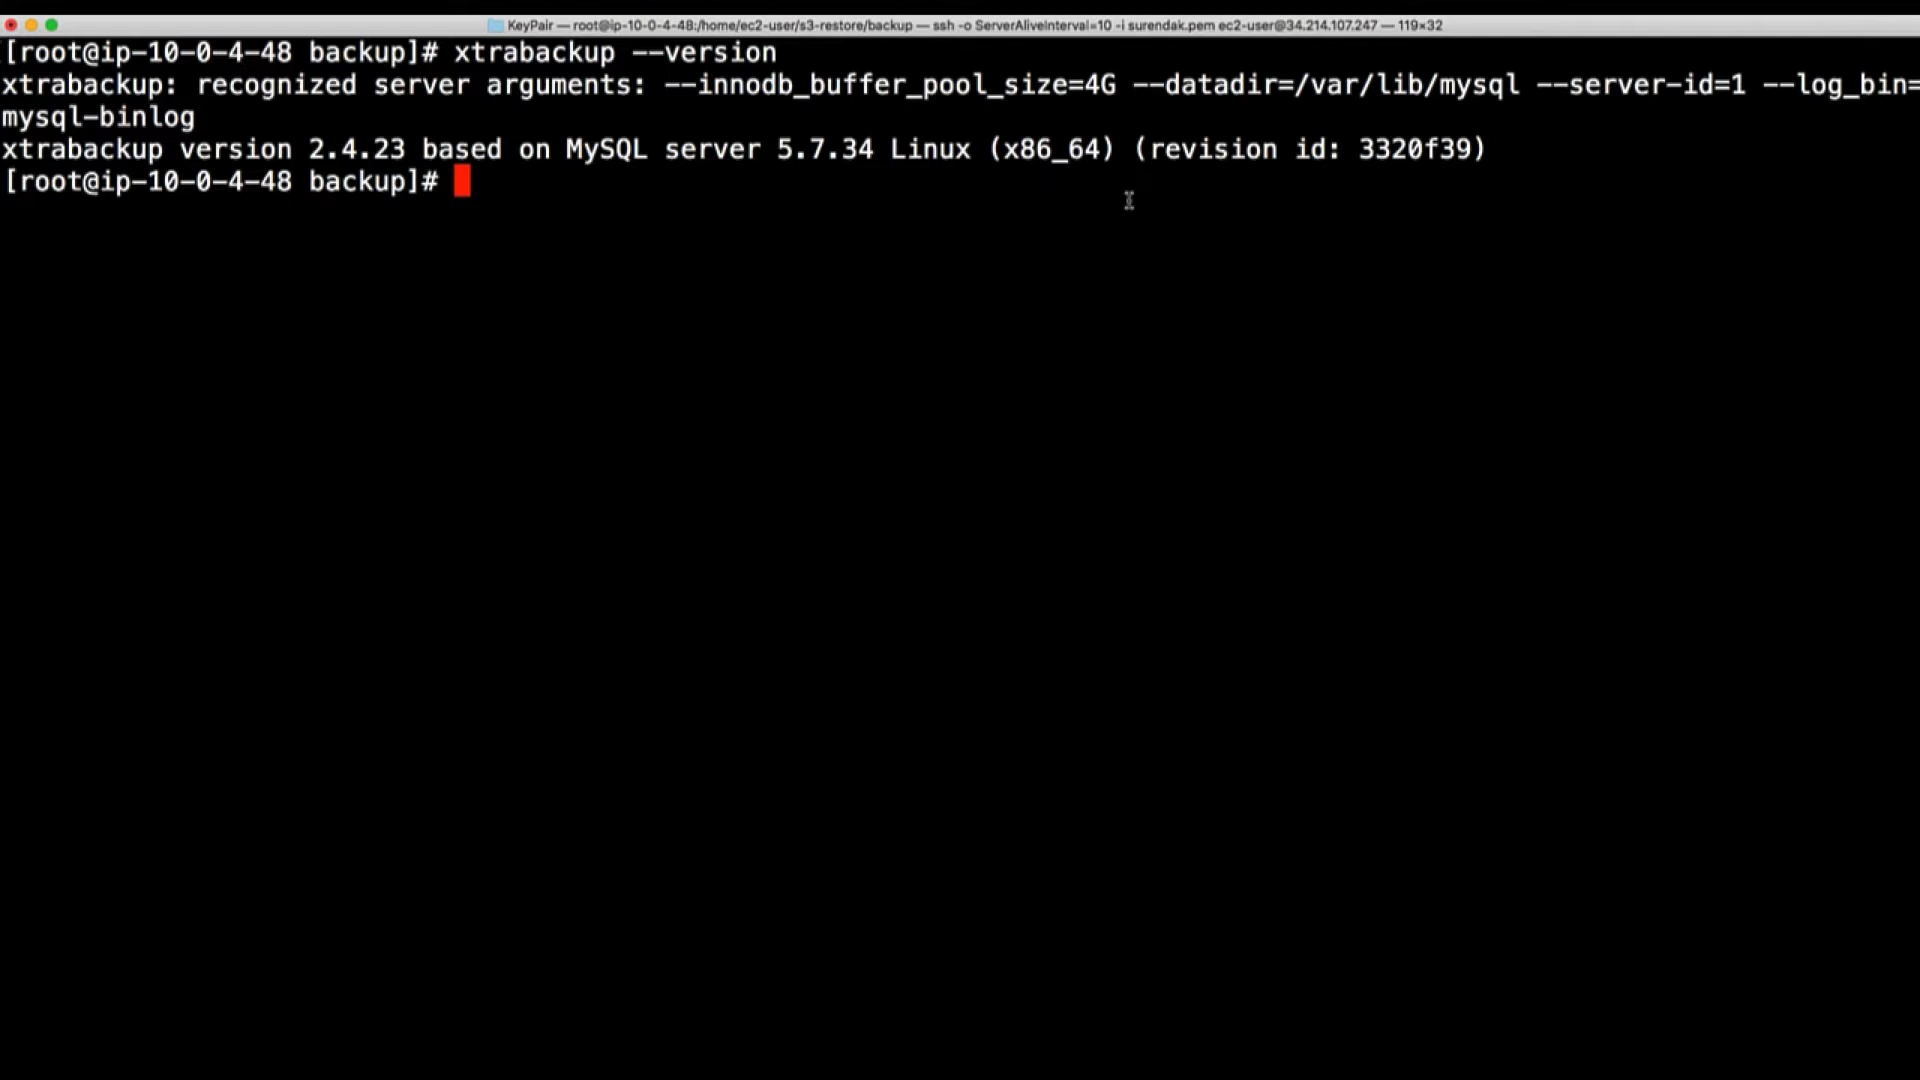 KeyPair — root@ip-10-0-4-48:/home/ec2-user/s3-restore/backup — ssh -o ServerAliveInterval=10 -i surendak.pem ec2-user@34.214.107.247 — 119×32
[root@ip-10-0-4-48 backup]# xtrabackup --version
xtrabackup: recognized server arguments: --innodb_buffer_pool_size=4G --datadir=/var/lib/mysql --server-id=1 --log_bin=
mysql-binlog
xtrabackup version 2.4.23 based on MySQL server 5.7.34 Linux (x86_64) (revision id: 3320f39)
[root@ip-10-0-4-48 backup]#